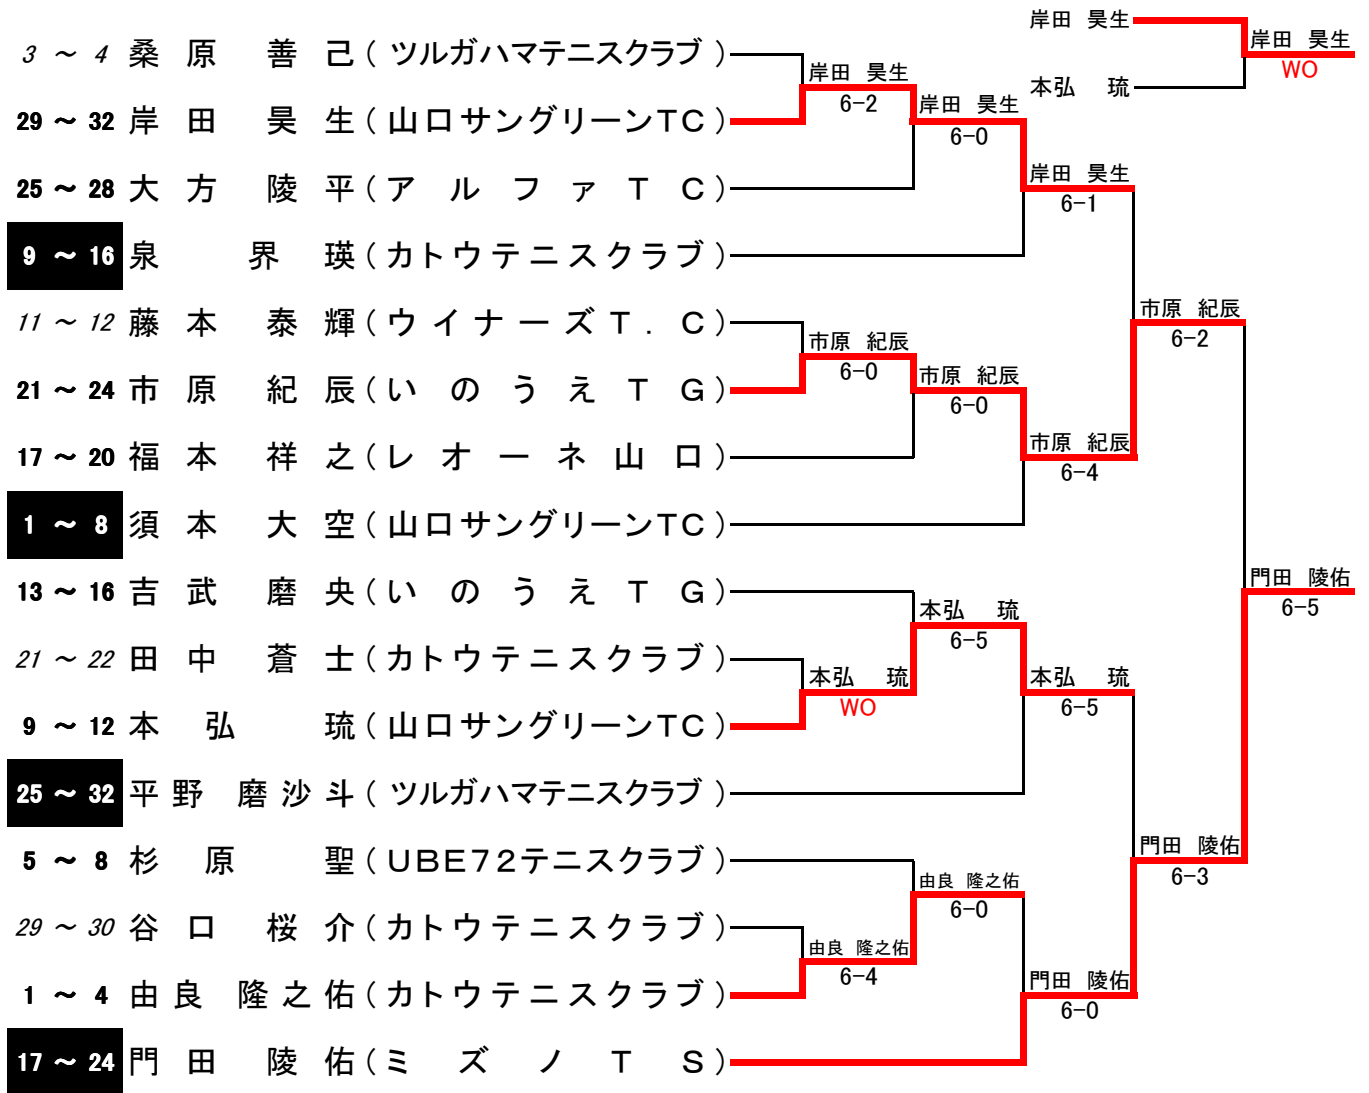 岸田 昊生
岸田 昊生
WO
本弘 琉
3 ～ 4 桑原 善己 (ツルガハマテニスクラブ)
岸田 昊生
6-2
29 ～ 32 岸田 昊生 (山口サングリーンTC)
岸田 昊生
6-0
25 ～ 28 大方 陵平 (アルファTC)
岸田 昊生
6-1
9 ～ 16 泉 界瑛 (カトウテニスクラブ)
市原 紀辰
6-2
11 ～ 12 藤本 泰輝 (ウイナーズT.C)
市原 紀辰
6-0
21 ～ 24 市原 紀辰 (いのうえTG)
市原 紀辰
6-0
17 ～ 20 福本 祥之 (レオーネ山口)
市原 紀辰
6-4
1 ～ 8 須本 大空 (山口サングリーンTC)
門田 陵佑
6-5
13 ～ 16 吉武 磨央 (いのうえTG)
本弘 琉
6-5
21 ～ 22 田中 蒼士 (カトウテニスクラブ)
本弘 琉
WO
本弘 琉
6-5
9 ～ 12 本弘 琉 (山口サングリーンTC)
25 ～ 32 平野 磨沙斗 (ツルガハマテニスクラブ)
門田 陵佑
6-3
5 ～ 8 杉原 聖 (UBE72テニスクラブ)
由良 隆之佑
6-0
29 ～ 30 谷口 桜介 (カトウテニスクラブ)
由良 隆之佑
6-4
1 ～ 4 由良 隆之佑 (カトウテニスクラブ)
門田 陵佑
6-0
17 ～ 24 門田 陵佑 (ミズノTS)